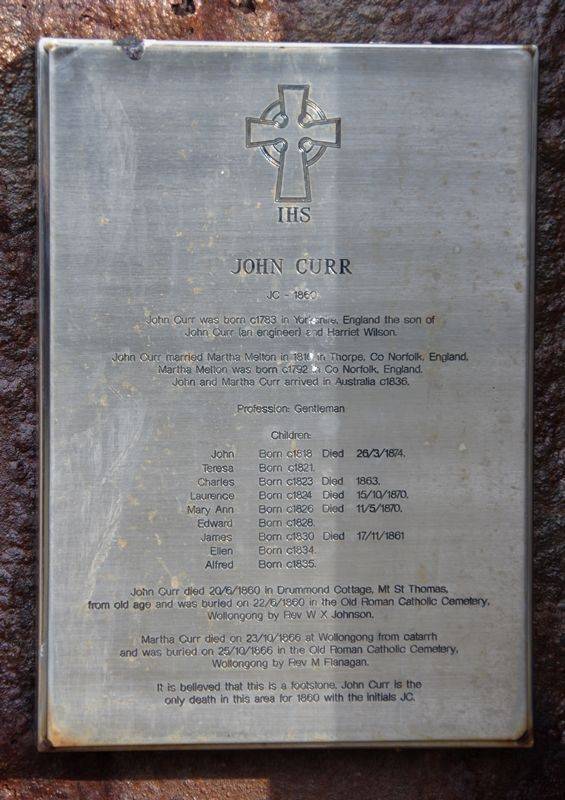 IHS
JOHN CURR
JC - 1860
John Curr was born c1783 in Yorkshire, England the son of
John Curr (an engineer) and Harriet Wilson.
John Curr married Martha Melton in 1816 in Thorpe, Co Norfolk, England.
Martha Melton was born c1792 in Co Norfolk, England.
John and Martha Curr arrived in Australia c1836.
Profession: Gentleman
Children:
John Born c1818 Died 26/3/1874.
Teresa Born c1821.
Charles Born c1823 Died 1863.
Laurence Born c1824 Died 15/10/1870.
Mary Ann Born c1826 Died 11/5/1870.
Edward Born c1828.
James Born c1830 Died 17/11/1861
Ellen Born c1834.
Alfred Born c1835.
John Curr died 20/6/1860 in Drummond Cottage, Mt St Thomas,
from old age and was buried on 22/6/1860 in the Old Roman Catholic Cemetery,
Wollongong by Rev W X Johnson.
Martha Curr died on 23/10/1866 at Wollongong from catarrh
and was buried on 25/10/1866 in the Old Roman Catholic Cemetery,
Wollongong by Rev M Flanagan.
It is believed that this is a footstone. John Curr is the
only death in this area for 1860 with the initials JC.